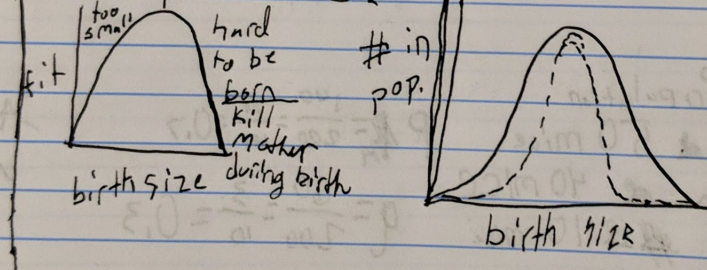 too
small
hard
to be
born
kill
mother
during birth
fit
birth size
# in
pop.
birth size